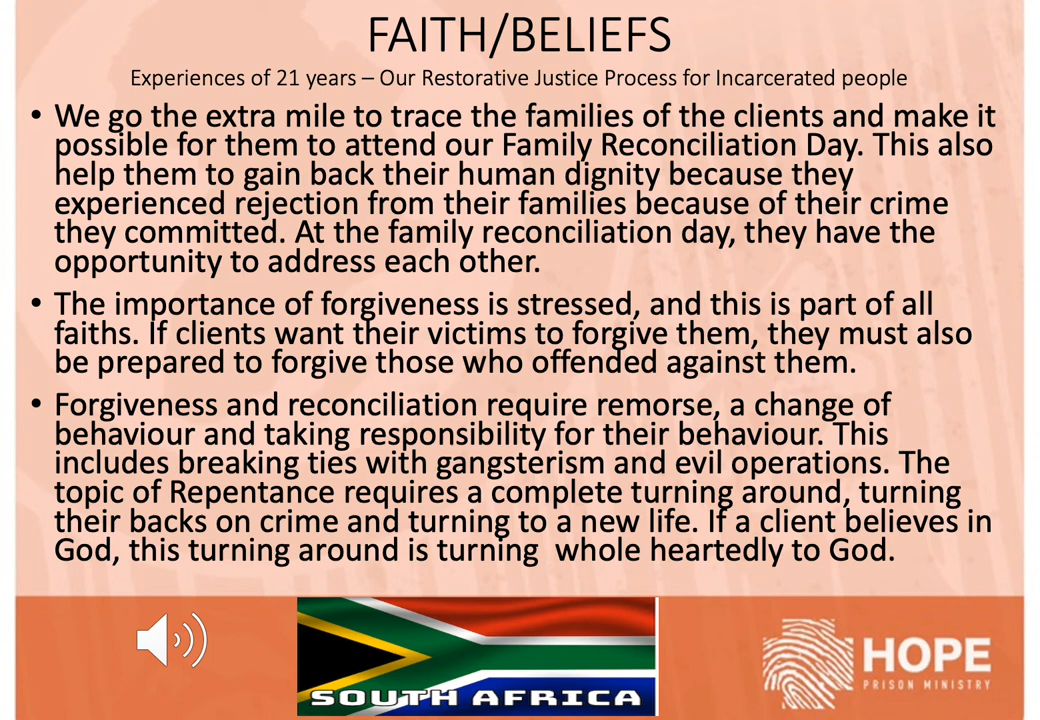 FAITH/BELIEFS
Experiences of 21 years – Our Restorative Justice Process for Incarcerated people
• We go the extra mile to trace the families of the clients and make it
possible for them to attend our Family Reconciliation Day. This also
help them to gain back their human dignity because they
experienced rejection from their families because of their crime
they committed. At the family reconciliation day, they have the
opportunity to address each other.
• The importance of forgiveness is stressed, and this is part of all
faiths. If clients want their victims to forgive them, they must also
be prepared to forgive those who offended against them.
• Forgiveness and reconciliation require remorse, a change of
behaviour and taking responsibility for their behaviour. This
includes breaking ties with gangsterism and evil operations. The
topic of Repentance requires a complete turning around, turning
their backs on crime and turning to a new life. If a client believes in
God, this turning around is turning  whole heartedly to God.
SOUTH AFRICA
HOPE
PRISON MINISTRY